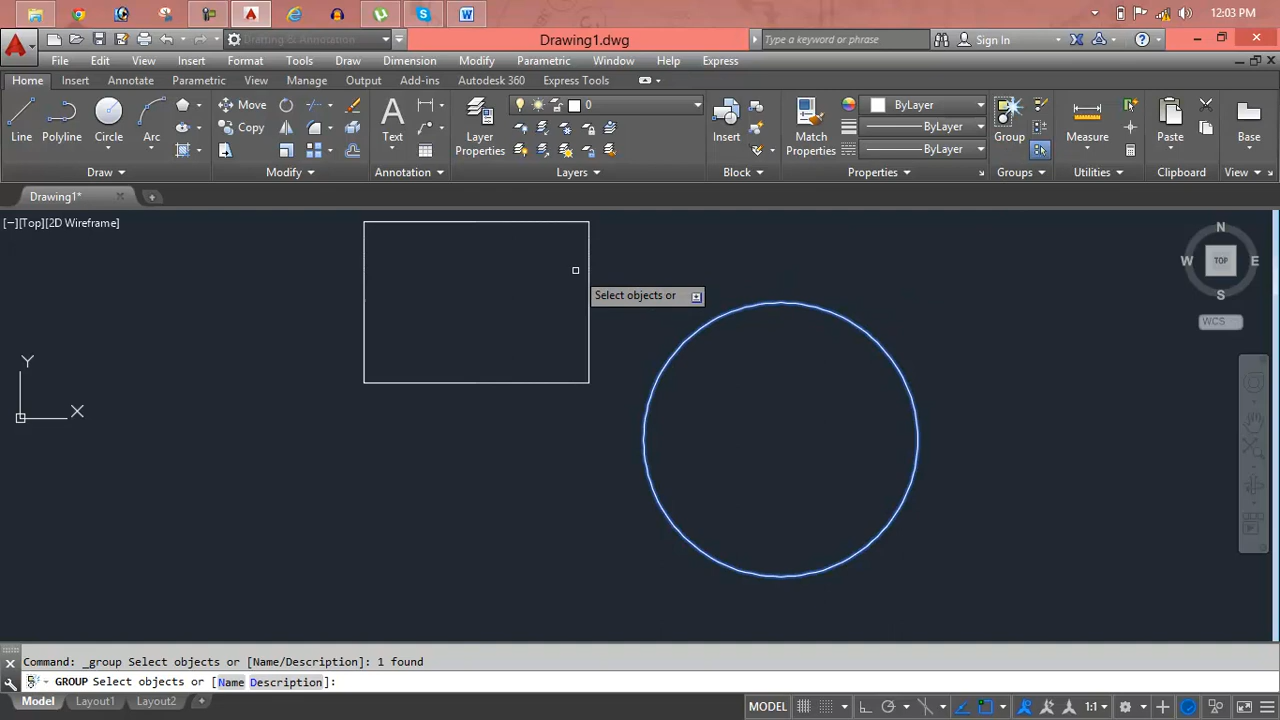 12:03 PM
Drafting & Annotation
Drawing1.dwg
Type a keyword or phrase
Sign In
File Edit View Insert Format Tools Draw Dimension Modify Parametric Window Help Express
Home Insert Annotate Parametric View Manage Output Add-ins Autodesk 360 Express Tools
Move
0
ByLayer
Copy
ByLayer
Line Polyline Circle Arc Text Layer Properties Insert Match Properties Group Measure Paste Base
ByLayer
Draw Modify Annotation Layers Block Properties Groups Utilities Clipboard View
Drawing1*
[−][Top][2D Wireframe]
N
W TOP E
S
WCS
Select objects or
Y
X
Command: _group Select objects or [Name/Description]: 1 found
GROUP Select objects or [Name Description]:
Model Layout1 Layout2 +
MODEL 1:1